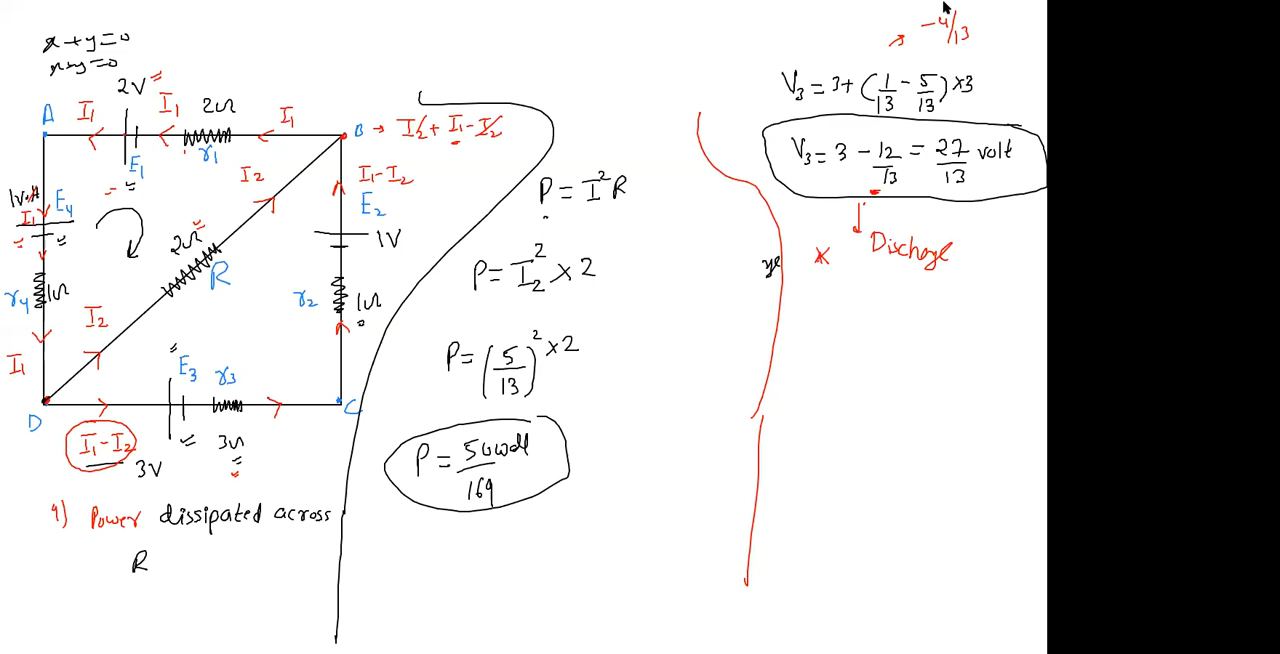 x + y = 0
x+y = 0
2V
A
I₁
I₁
2Ω
I₁
B → I₂ + I₁ - I₂
E₁
r₁
I₂
I₁-I₂
E₂
E₄
I₁
1V
2Ω
R
r₄
1Ω
r₂
1Ω
I₂
I₁
E₃
r₃
D
C
I₁-I₂
3V
3Ω
4) Power dissipated across
R
P = I²R
P = I₂² × 2
P = (5/13)² × 2
P = 50 watt/169
-4/13
V₃ = 3 + (1/13 - 5/13) × 3
V₃ = 3 - 12/13 = 27/13 volt
Discharge